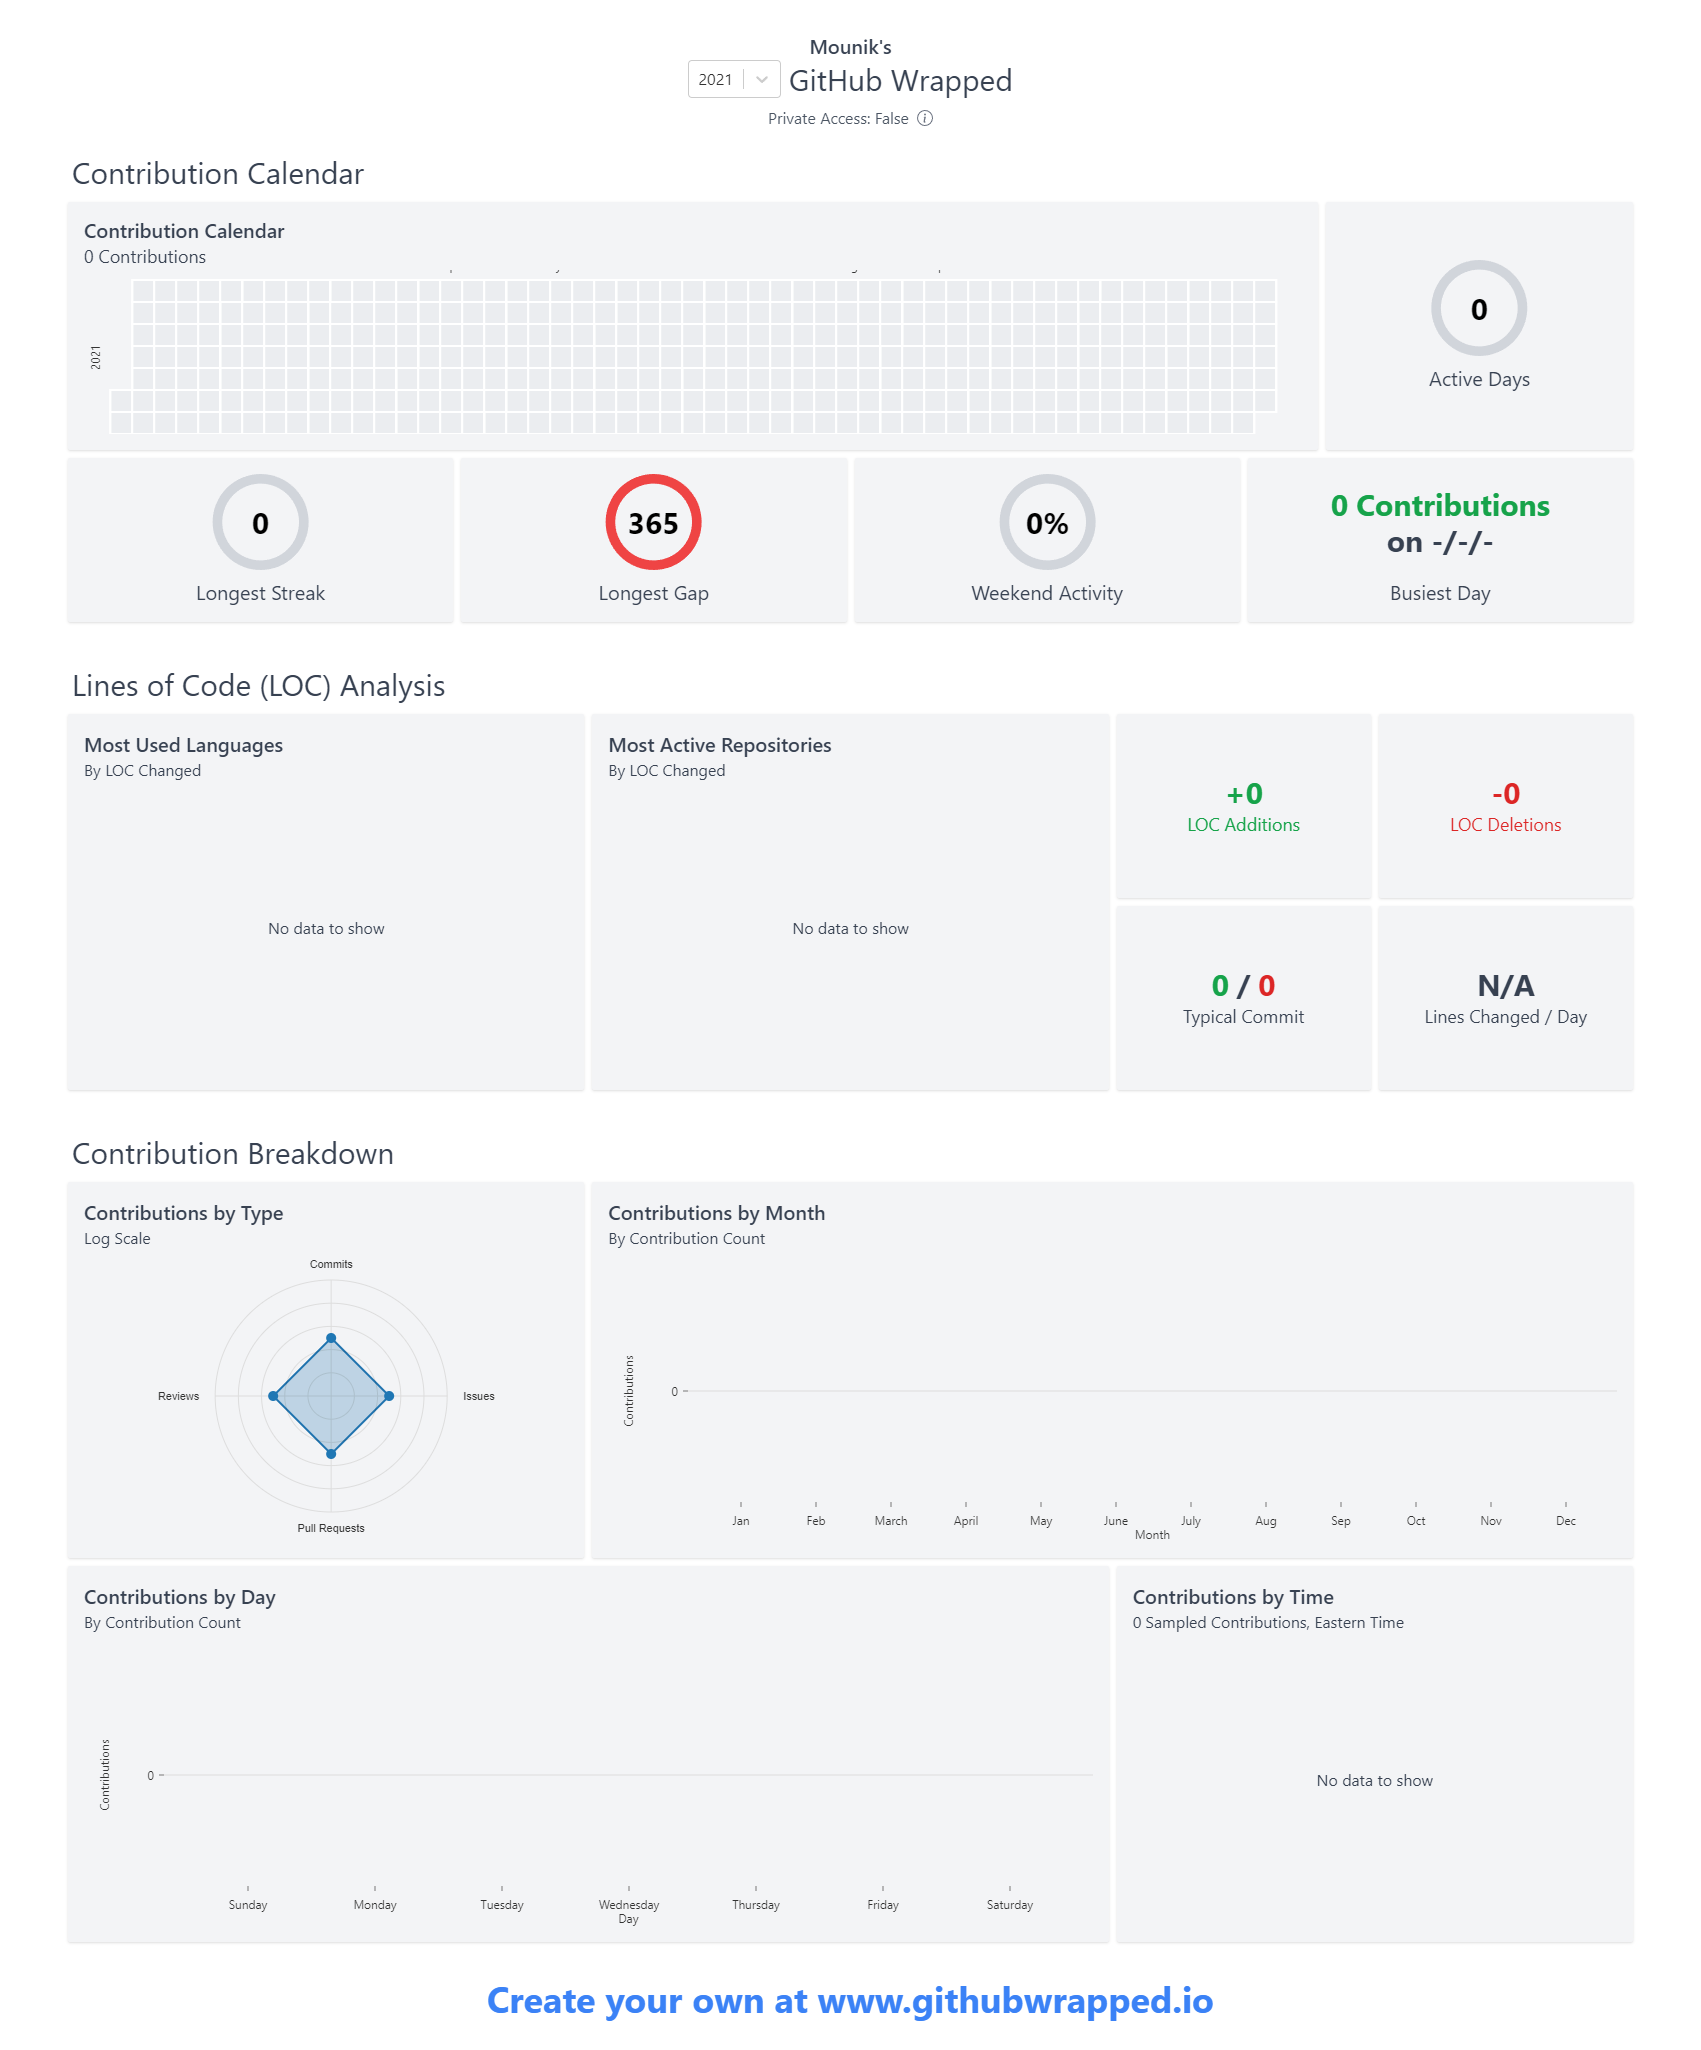 Mounik's
2021 GitHub Wrapped
Private Access: False
Contribution Calendar
Contribution Calendar
0 Contributions
2021
0
Active Days
0
Longest Streak
365
Longest Gap
0%
Weekend Activity
0 Contributions
on -/-/-
Busiest Day
Lines of Code (LOC) Analysis
Most Used Languages
By LOC Changed
No data to show
Most Active Repositories
By LOC Changed
No data to show
+0
LOC Additions
-0
LOC Deletions
0 / 0
Typical Commit
N/A
Lines Changed / Day
Contribution Breakdown
Contributions by Type
Log Scale
Commits
Reviews
Issues
Pull Requests
Contributions by Month
By Contribution Count
Contributions
0
Jan Feb March April May June July Aug Sep Oct Nov Dec
Month
Contributions by Day
By Contribution Count
Contributions
0
Sunday Monday Tuesday Wednesday Thursday Friday Saturday
Day
Contributions by Time
0 Sampled Contributions, Eastern Time
No data to show
Create your own at www.githubwrapped.io